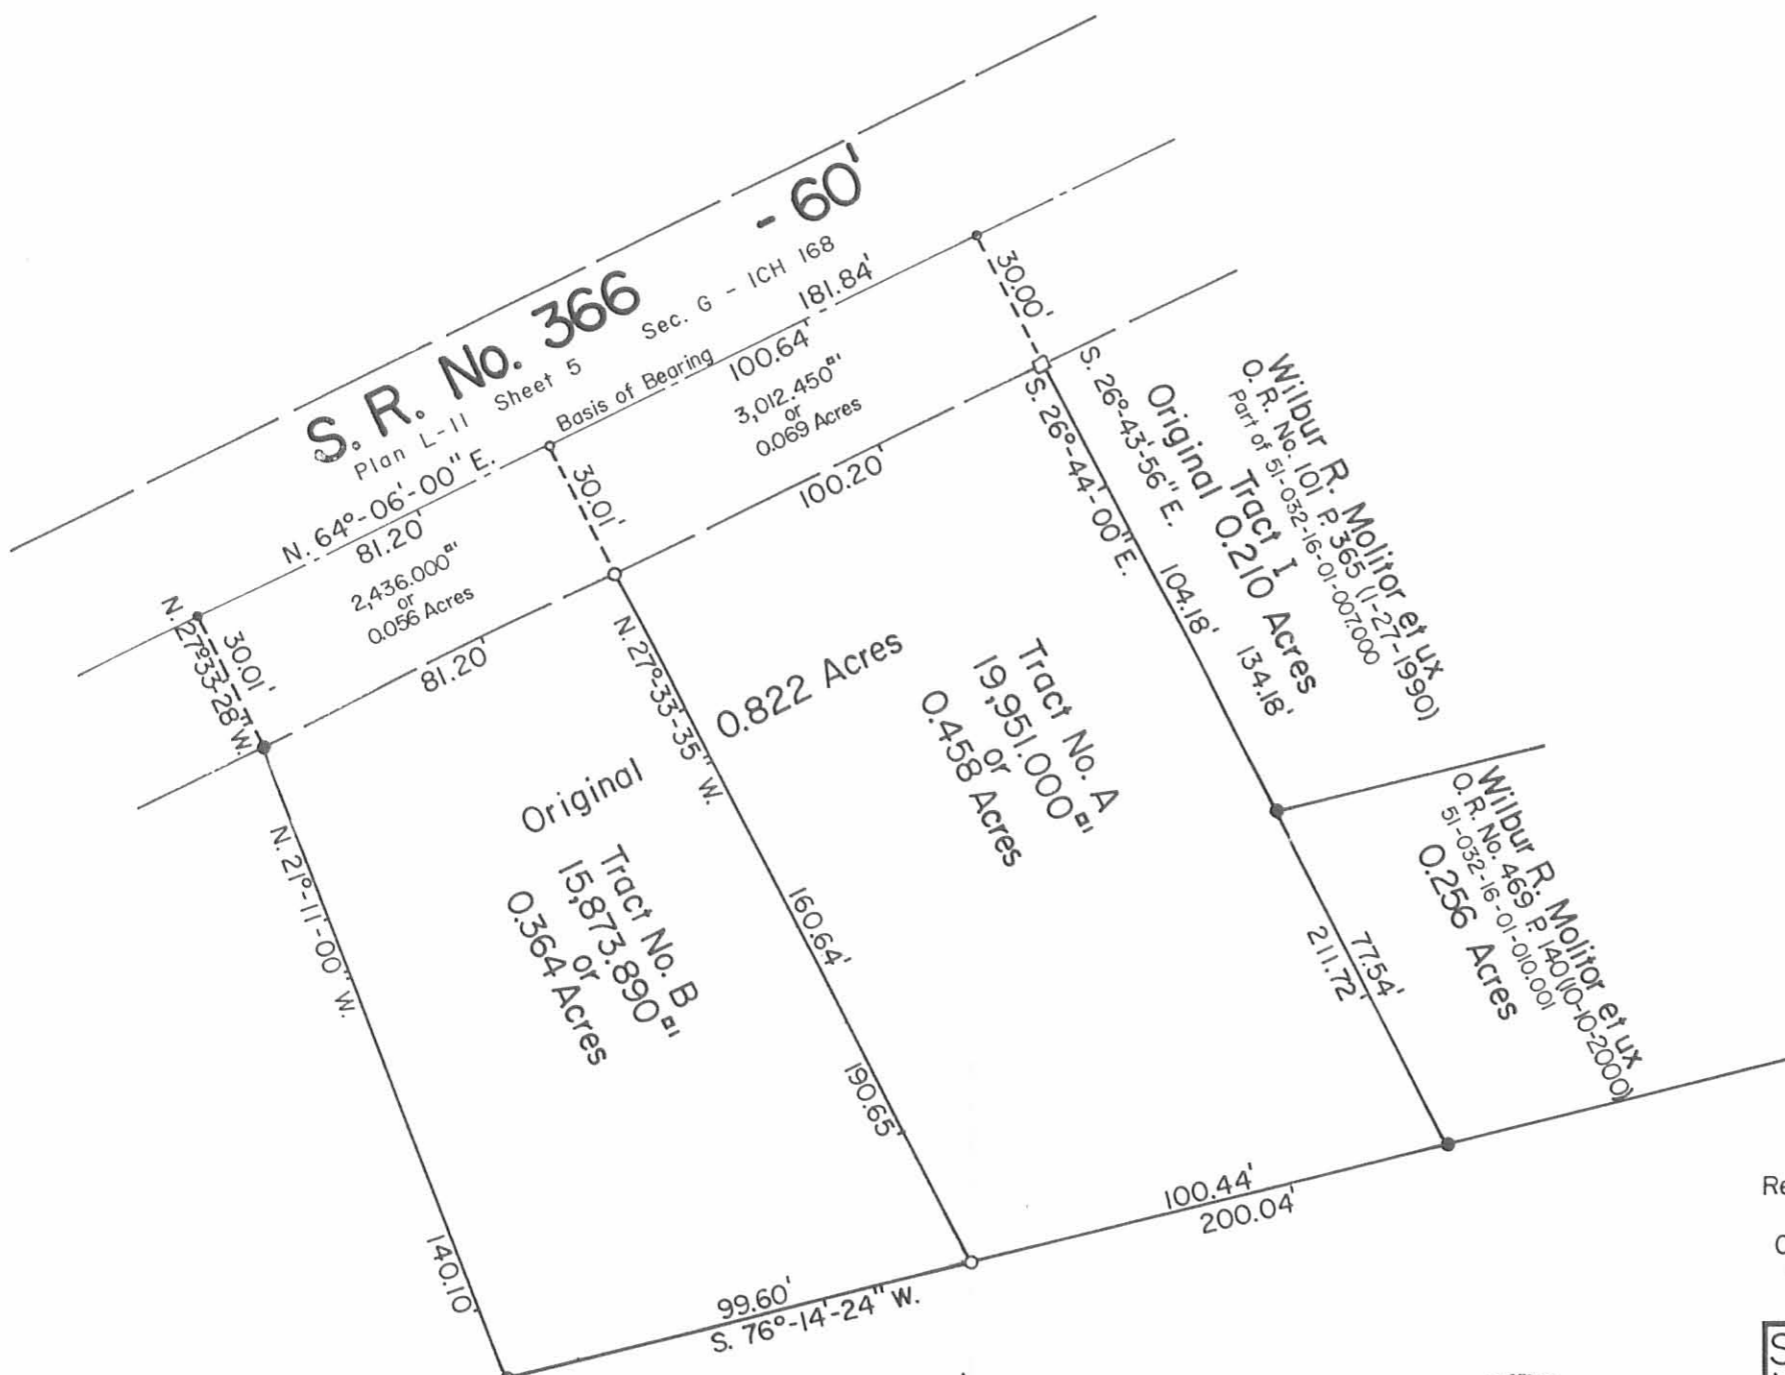 S. R. No. 366 - 60'
Plan L-11 Sheet 5 Sec. G - ICH 168
N. 64°-06'-00" E.
Basis of Bearing
181.84'
81.20'
2,436.000 
or
0.056 Acres
100.64'
3,012.450 
or
0.069 Acres
30.00'
30.01'
N. 27°33'-28" W.
30.01'
81.20'
100.20'
S. 26°-43'-56" E.
S. 26°-44'-00" E.
104.18'
134.18'
Original Tract I
0.210 Acres
Wilbur R. Molitor et ux
O. R. No. 101 P. 365 (1-27-1990)
Part of 51-032-16-01-007.000
Original 0.822 Acres
Tract No. A
19,951.000 
or
0.458 Acres
N. 27°-33'-35" W.
160.64'
190.65'
Tract No. B
15,873.890 
or
0.364 Acres
N. 21°-11'-00" W.
140.10'
77.54'
211.72'
Wilbur R. Molitor et ux
O. R. No. 469 P. 140 (10-10-2000)
51-032-16-01-010.001
0.256 Acres
100.44'
200.04'
99.60'
S. 76°-14'-24" W.